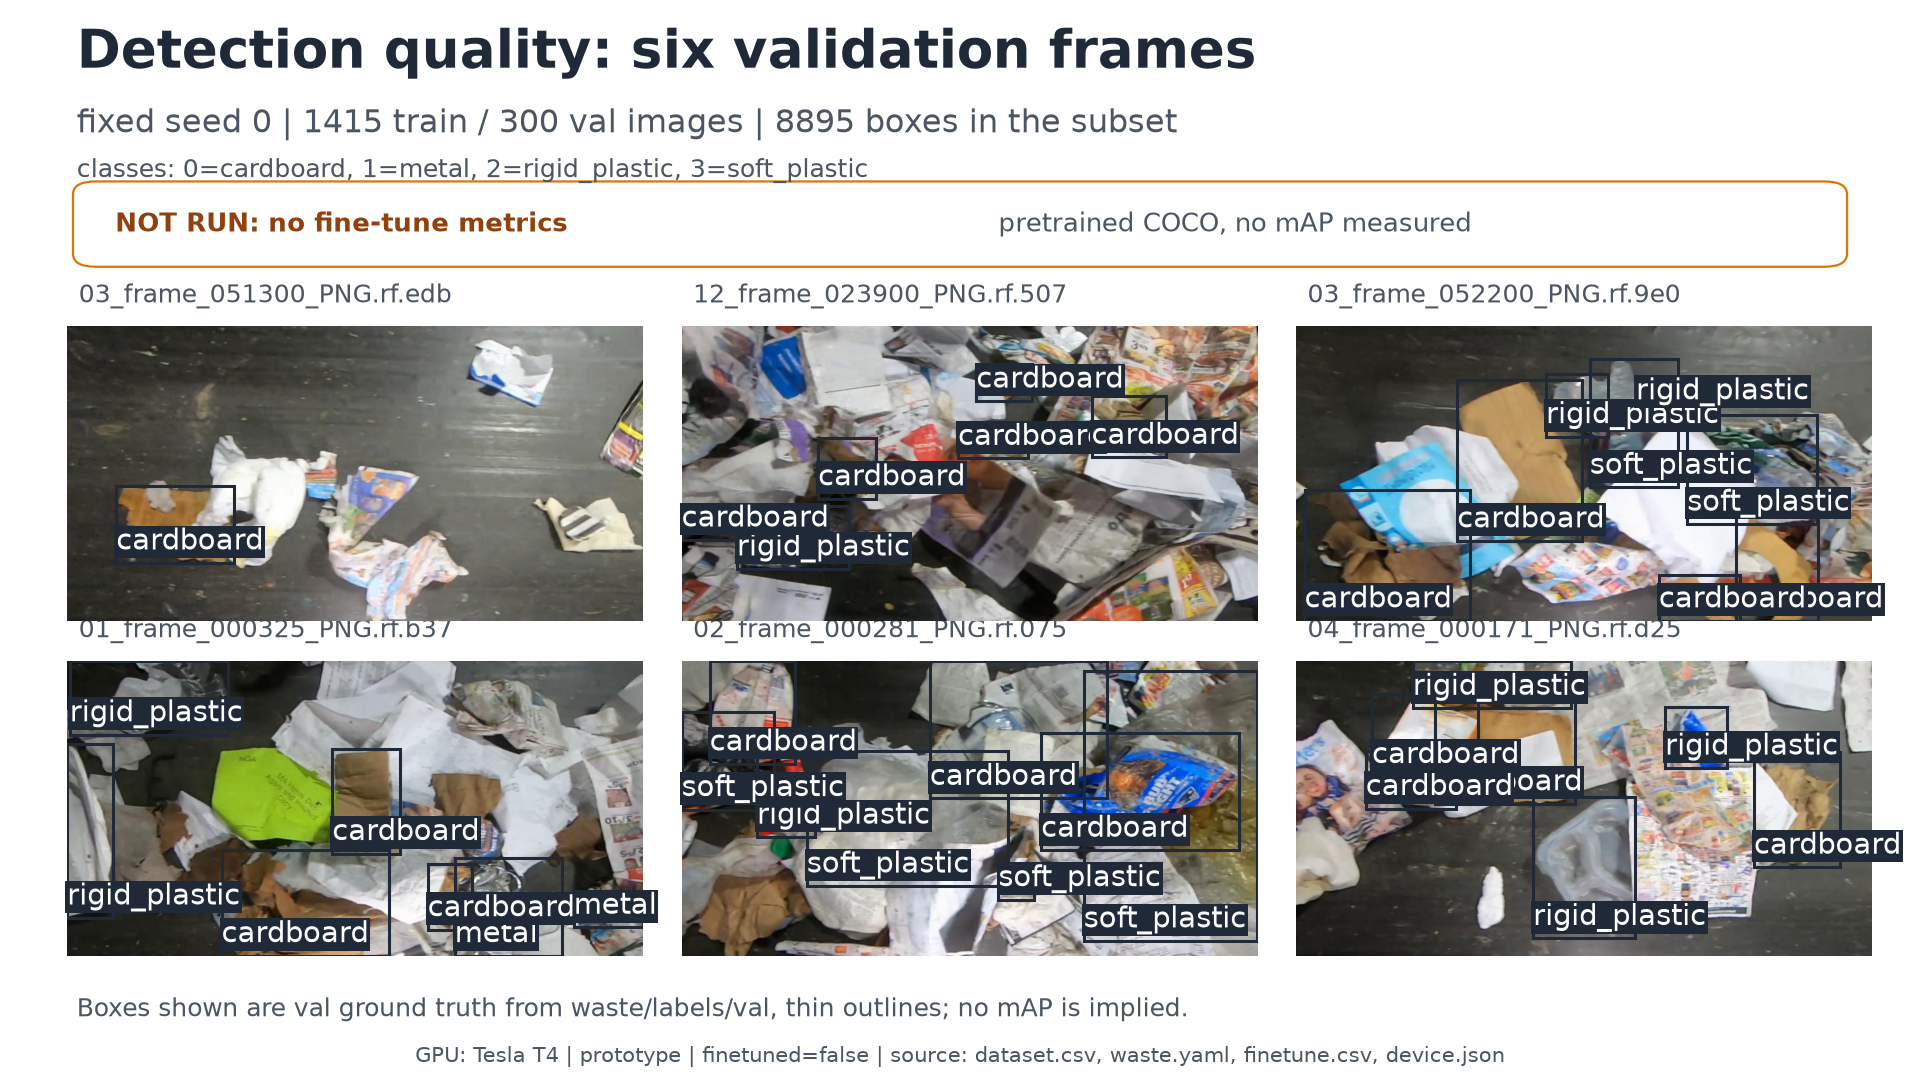 Detection quality: six validation frames
fixed seed 0 | 1415 train / 300 val images | 8895 boxes in the subset
classes: 0=cardboard, 1=metal, 2=rigid_plastic, 3=soft_plastic
NOT RUN: no fine-tune metrics
pretrained COCO, no mAP measured
03_frame_051300_PNG.rf.edb
12_frame_023900_PNG.rf.507
03_frame_052200_PNG.rf.9e0
cardboard
cardboard
cardboar
cardboard
cardboard
cardboard
rigid_plastic
rigid_plastic
rigid_plastic
soft_plastic
soft_plastic
cardboard
cardboard
cardboard
board
01_frame_000325_PNG.rf.b37
02_frame_000281_PNG.rf.075
04_frame_000171_PNG.rf.d25
rigid_plastic
cardboard
rigid_plastic
cardboard
cardboard
metal
metal
cardboard
cardboard
soft_plastic
rigid_plastic
cardboard
soft_plastic
soft_plastic
soft_plastic
rigid_plastic
rigid_plastic
cardboard
cardboard
board
cardboard
rigid_plastic
Boxes shown are val ground truth from waste/labels/val, thin outlines; no mAP is implied.
GPU: Tesla T4 | prototype | finetuned=false | source: dataset.csv, waste.yaml, finetune.csv, device.json